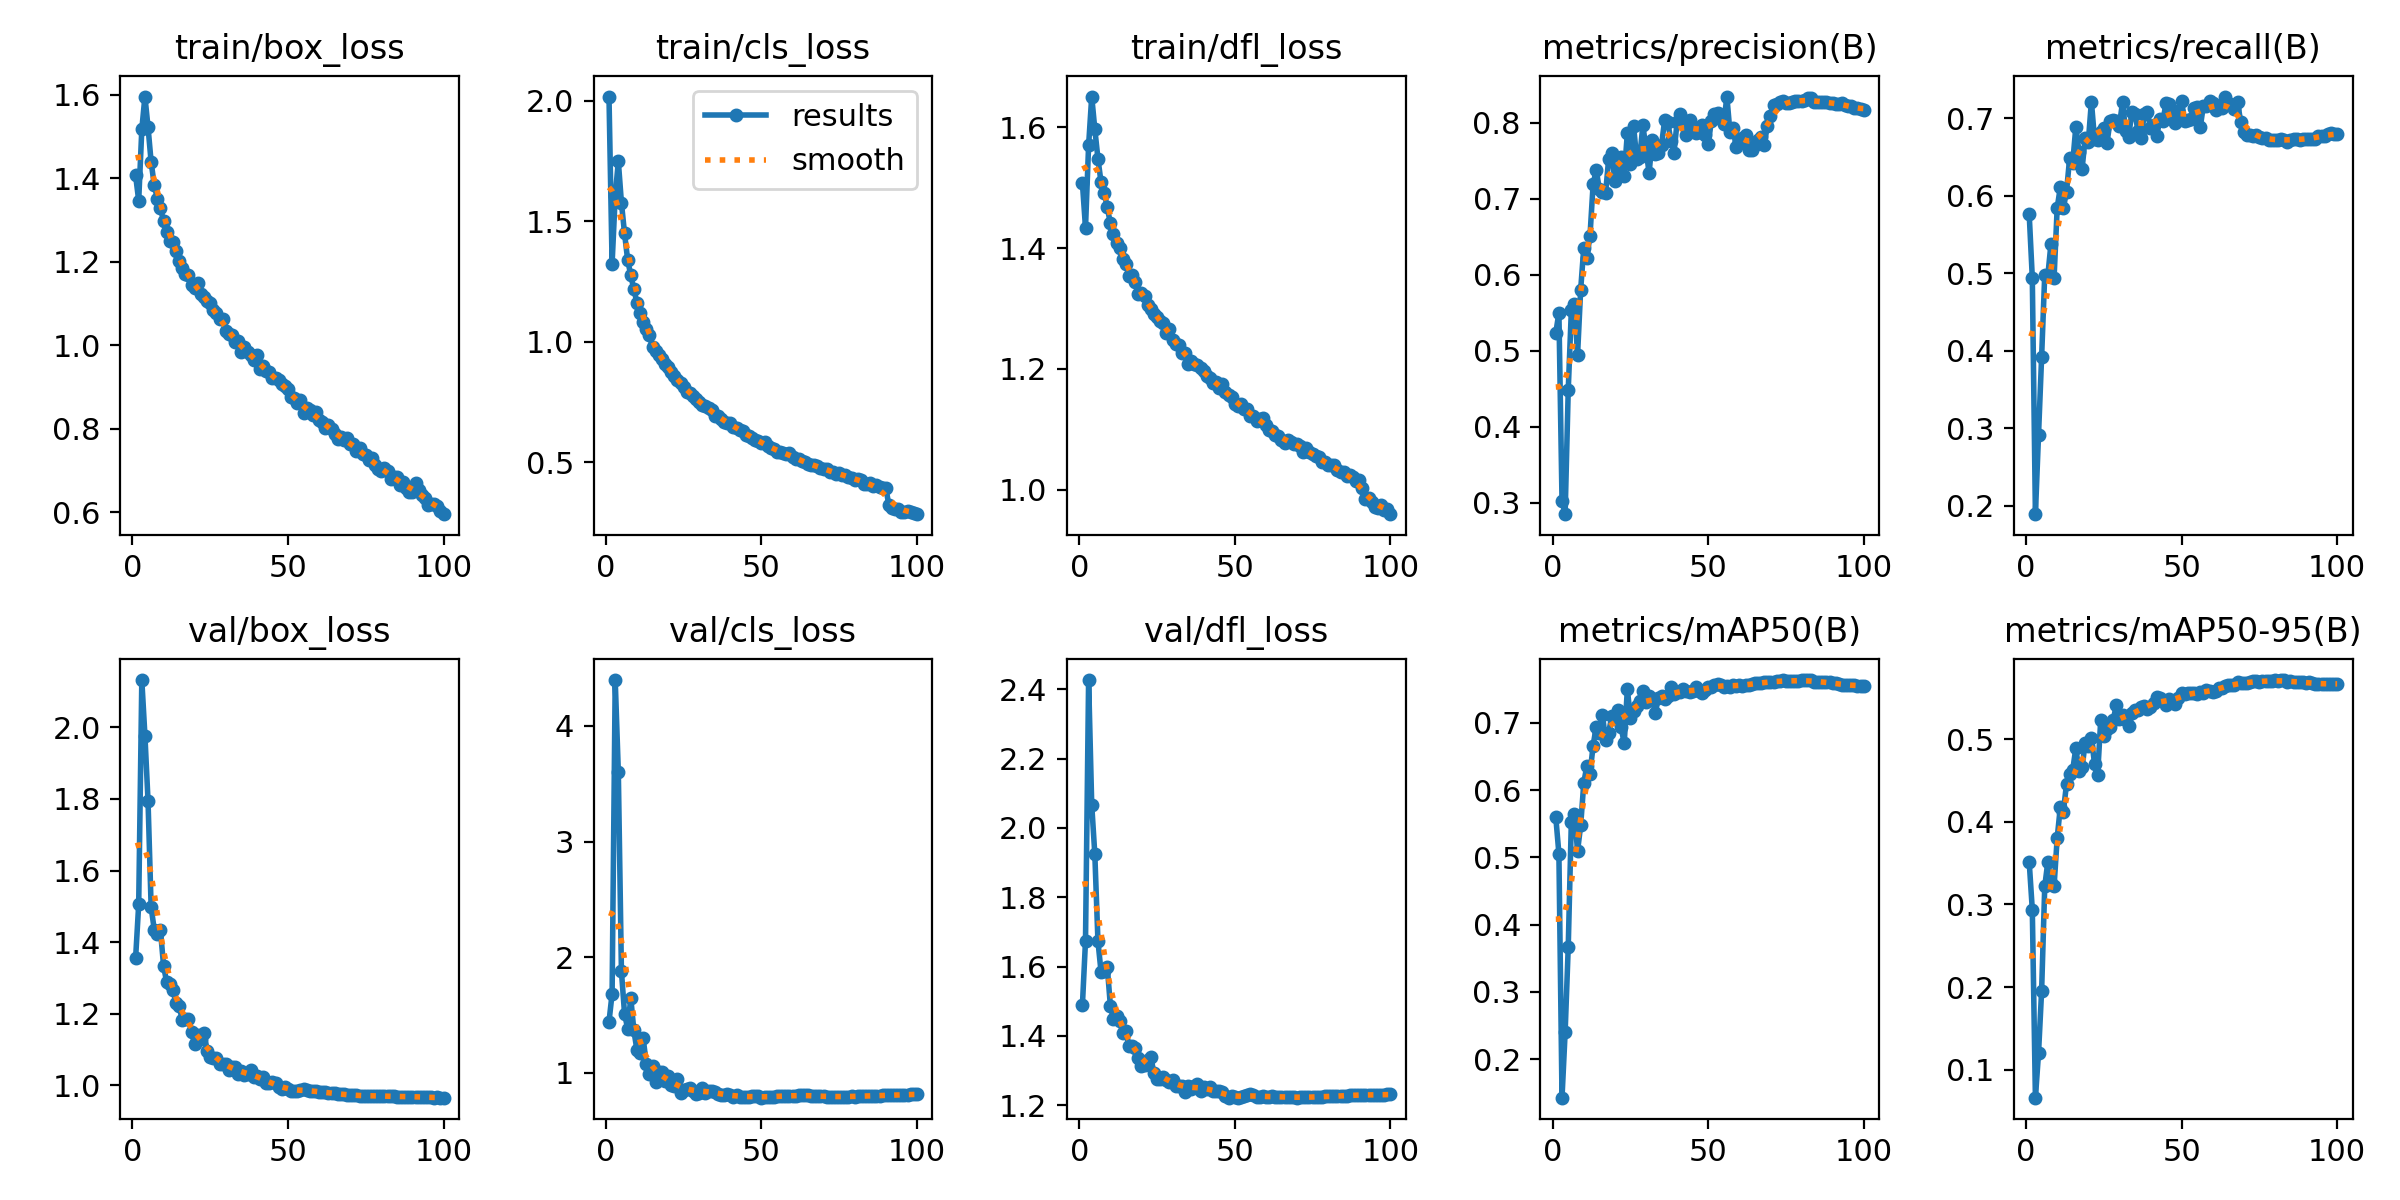 train/box_loss
1.6
1.4
1.2
1.0
0.8
0.6
0 50 100
train/cls_loss
results
smooth
2.0
1.5
1.0
0.5
0 50 100
train/dfl_loss
1.6
1.4
1.2
1.0
0 50 100
metrics/precision(B)
0.8
0.7
0.6
0.5
0.4
0.3
0 50 100
metrics/recall(B)
0.7
0.6
0.5
0.4
0.3
0.2
0 50 100
val/box_loss
2.0
1.8
1.6
1.4
1.2
1.0
0 50 100
val/cls_loss
4
3
2
1
0 50 100
val/dfl_loss
2.4
2.2
2.0
1.8
1.6
1.4
1.2
0 50 100
metrics/mAP50(B)
0.7
0.6
0.5
0.4
0.3
0.2
0 50 100
metrics/mAP50-95(B)
0.5
0.4
0.3
0.2
0.1
0 50 100